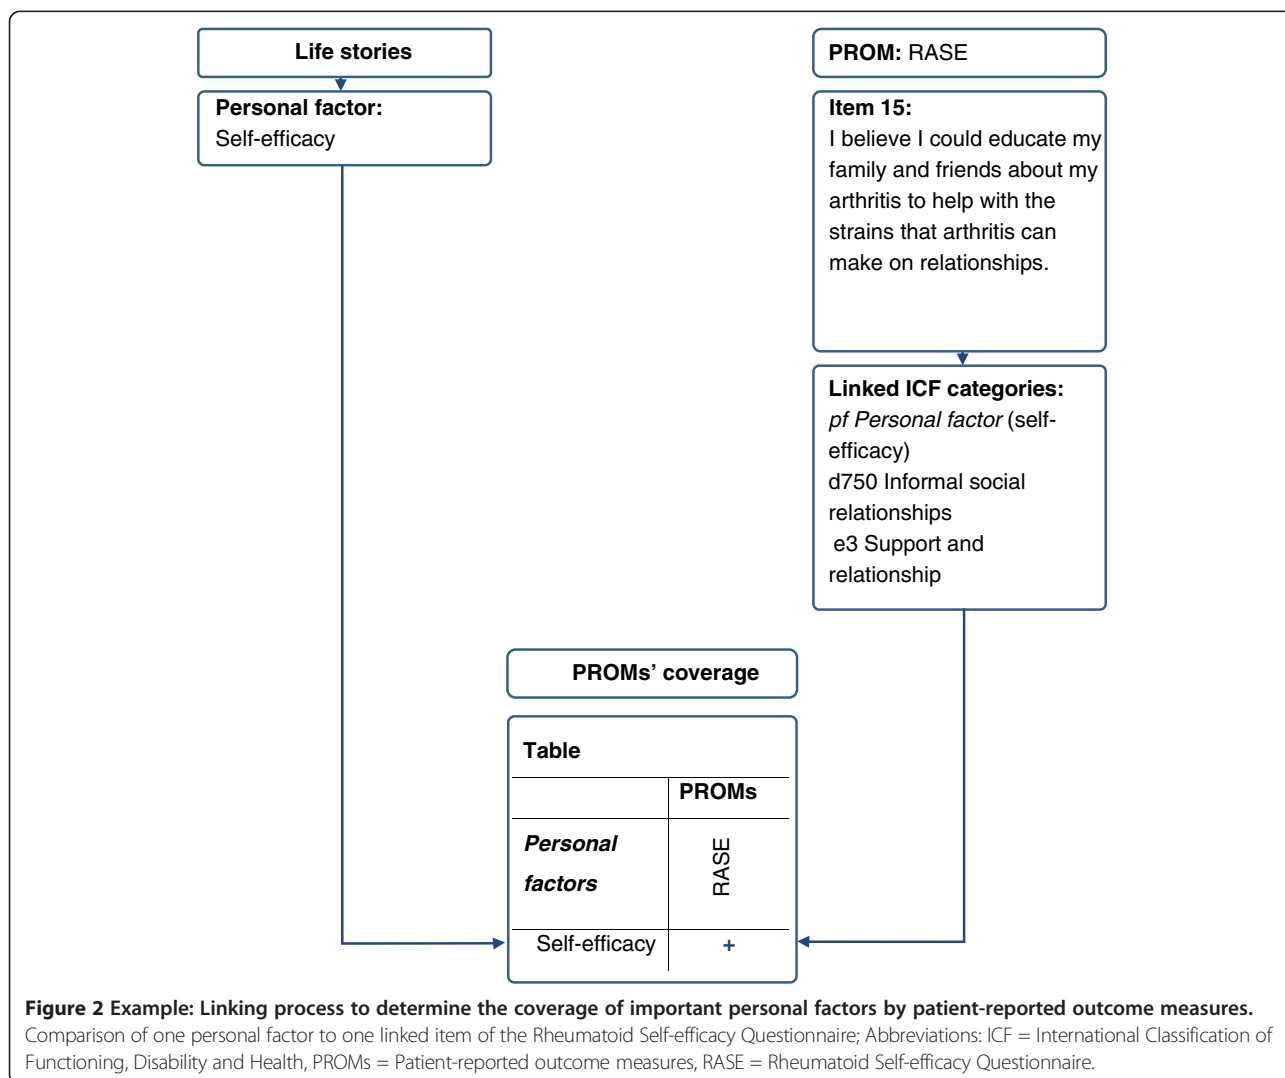 Life stories
Personal factor:
Self-efficacy
PROM: RASE
Item 15:
I believe I could educate my
family and friends about my
arthritis to help with the
strains that arthritis can
make on relationships.
Linked ICF categories:
pf Personal factor (self-
efficacy)
d750 Informal social
relationships
e3 Support and
relationship
PROMs’ coverage
Table
PROMs
Personal
factors
RASE
Self-efficacy +
Figure 2 Example: Linking process to determine the coverage of important personal factors by patient-reported outcome measures.
Comparison of one personal factor to one linked item of the Rheumatoid Self-efficacy Questionnaire; Abbreviations: ICF = International Classification of
Functioning, Disability and Health, PROMs = Patient-reported outcome measures, RASE = Rheumatoid Self-efficacy Questionnaire.